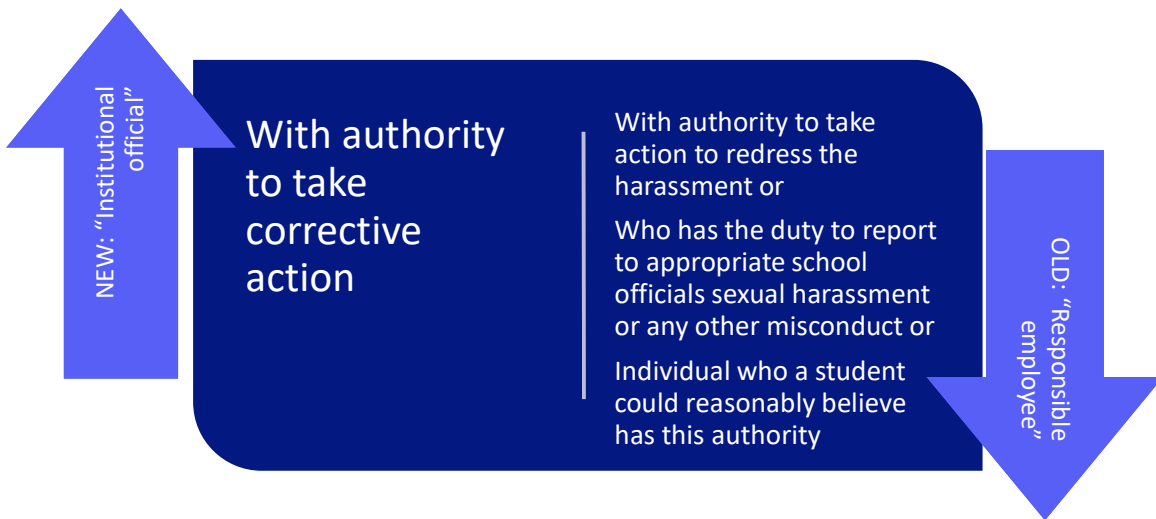 NEW: “Institutional
official”
With authority
to take
corrective
action
With authority to take
action to redress the
harassment or
Who has the duty to report
to appropriate school
officials sexual harassment
or any other misconduct or
Individual who a student
could reasonably believe
has this authority
OLD: “Responsible
employee”